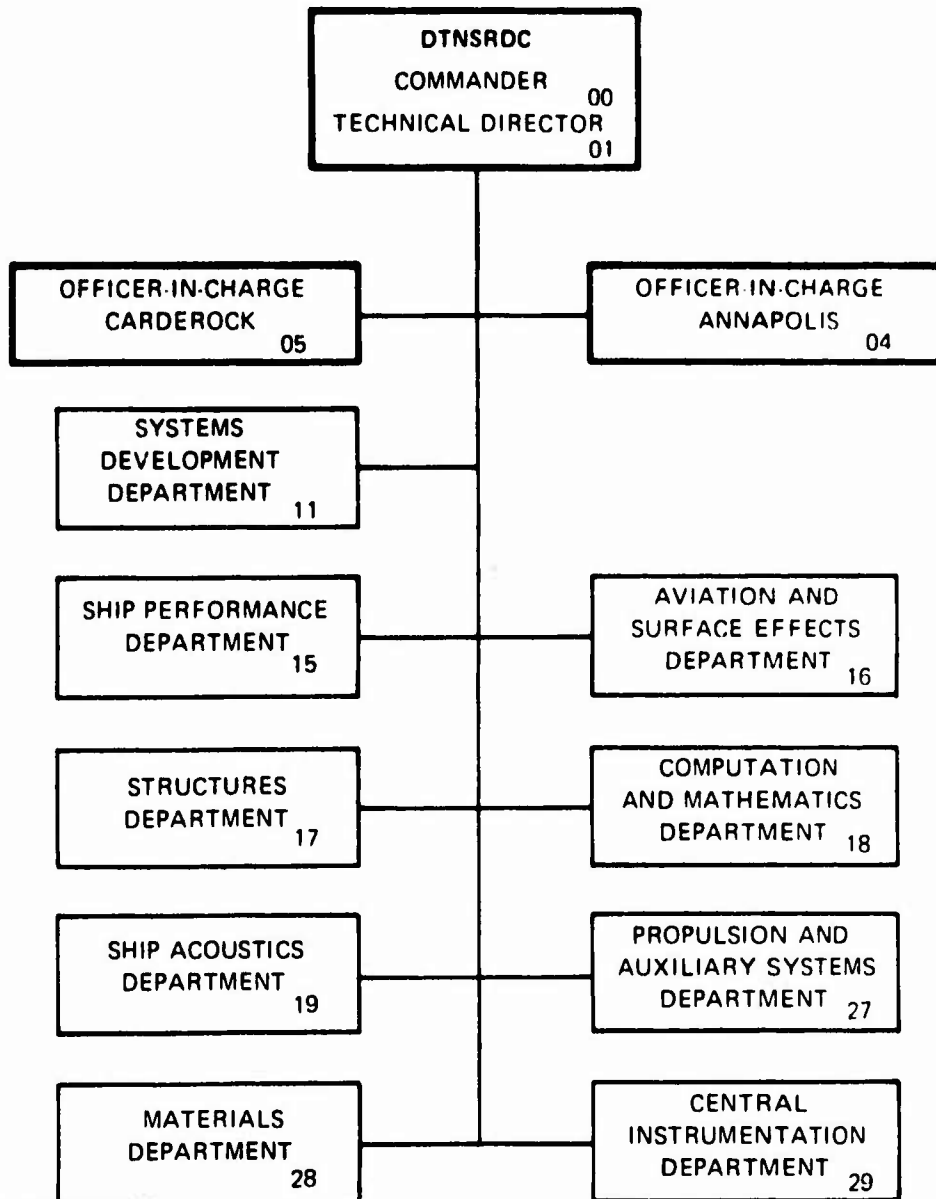 DTNSRDC
COMMANDER
00
TECHNICAL DIRECTOR
01
OFFICER-IN-CHARGE
CARDEROCK
05
OFFICER-IN-CHARGE
ANNAPOLIS
04
SYSTEMS
DEVELOPMENT
DEPARTMENT
11
SHIP PERFORMANCE
DEPARTMENT
15
AVIATION AND
SURFACE EFFECTS
DEPARTMENT
16
STRUCTURES
DEPARTMENT
17
COMPUTATION
AND MATHEMATICS
DEPARTMENT
18
SHIP ACOUSTICS
DEPARTMENT
19
PROPULSION AND
AUXILIARY SYSTEMS
DEPARTMENT
27
MATERIALS
DEPARTMENT
28
CENTRAL
INSTRUMENTATION
DEPARTMENT
29